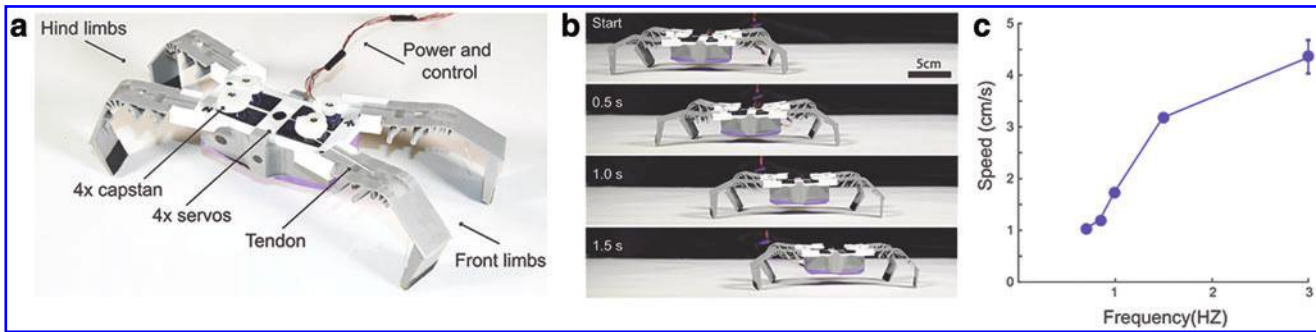 a
Hind limbs
Power and
control
4x capstan
4x servos
Tendon
Front limbs
b
Start
5cm
0.5 s
1.0 s
1.5 s
c
Speed (cm/s)
5
4
3
2
1
0
1
2
3
Frequency(HZ)